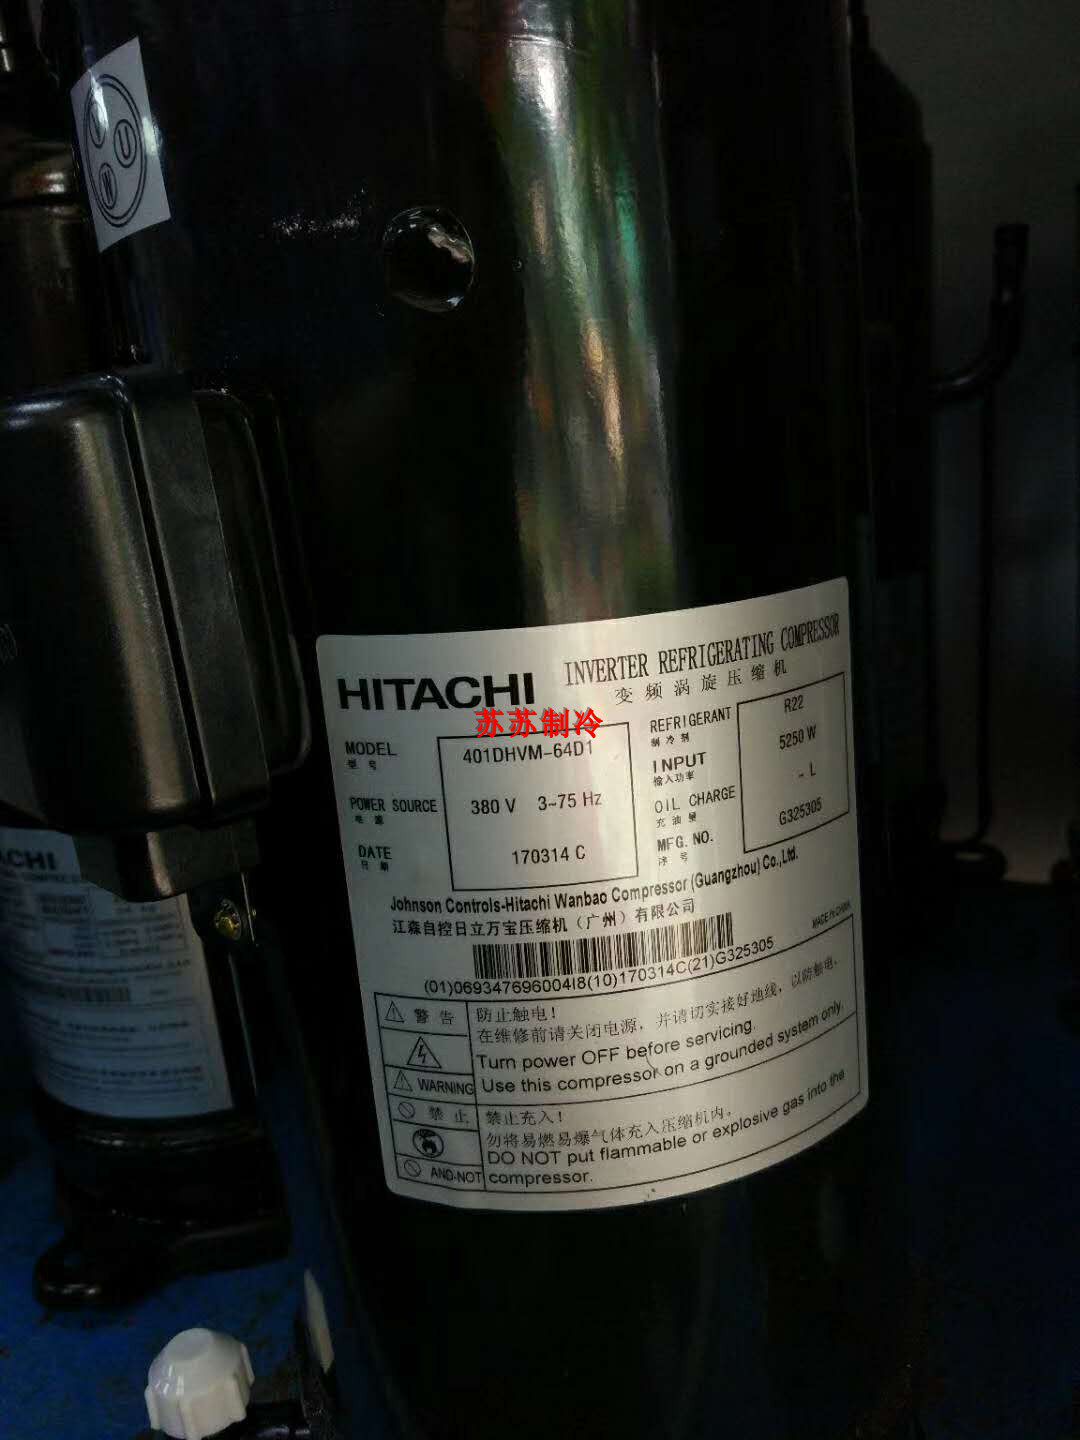 U
W
HITACHI
INVERTER REFRIGERATING COMPRESSOR
变频涡旋压缩机
苏苏制冷
MODEL 401DHVM-64D1
型号
REFRIGERANT R22
制冷剂
POWER SOURCE 380 V 3~75 Hz
电源
INPUT 5250 W
输入功率
OIL CHARGE - L
充油量
DATE 170314 C
日期
MFG. NO. G325305
序号
Johnson Controls-Hitachi Wanbao Compressor (Guangzhou) Co.,Ltd.
江森自控日立万宝压缩机（广州）有限公司
MADE IN CHINA
(01)06934769600418(10)170314C(21)G325305
警告
防止触电!
在维修前请关闭电源，并请切实接好地线，以防触电。
Turn power OFF before servicing.
WARNING
Use this compressor on a grounded system only.
禁止
禁止充入!
勿将易燃易爆气体充入压缩机内。
DO NOT put flammable or explosive gas into the
AND-NOT
compressor.
ACHI